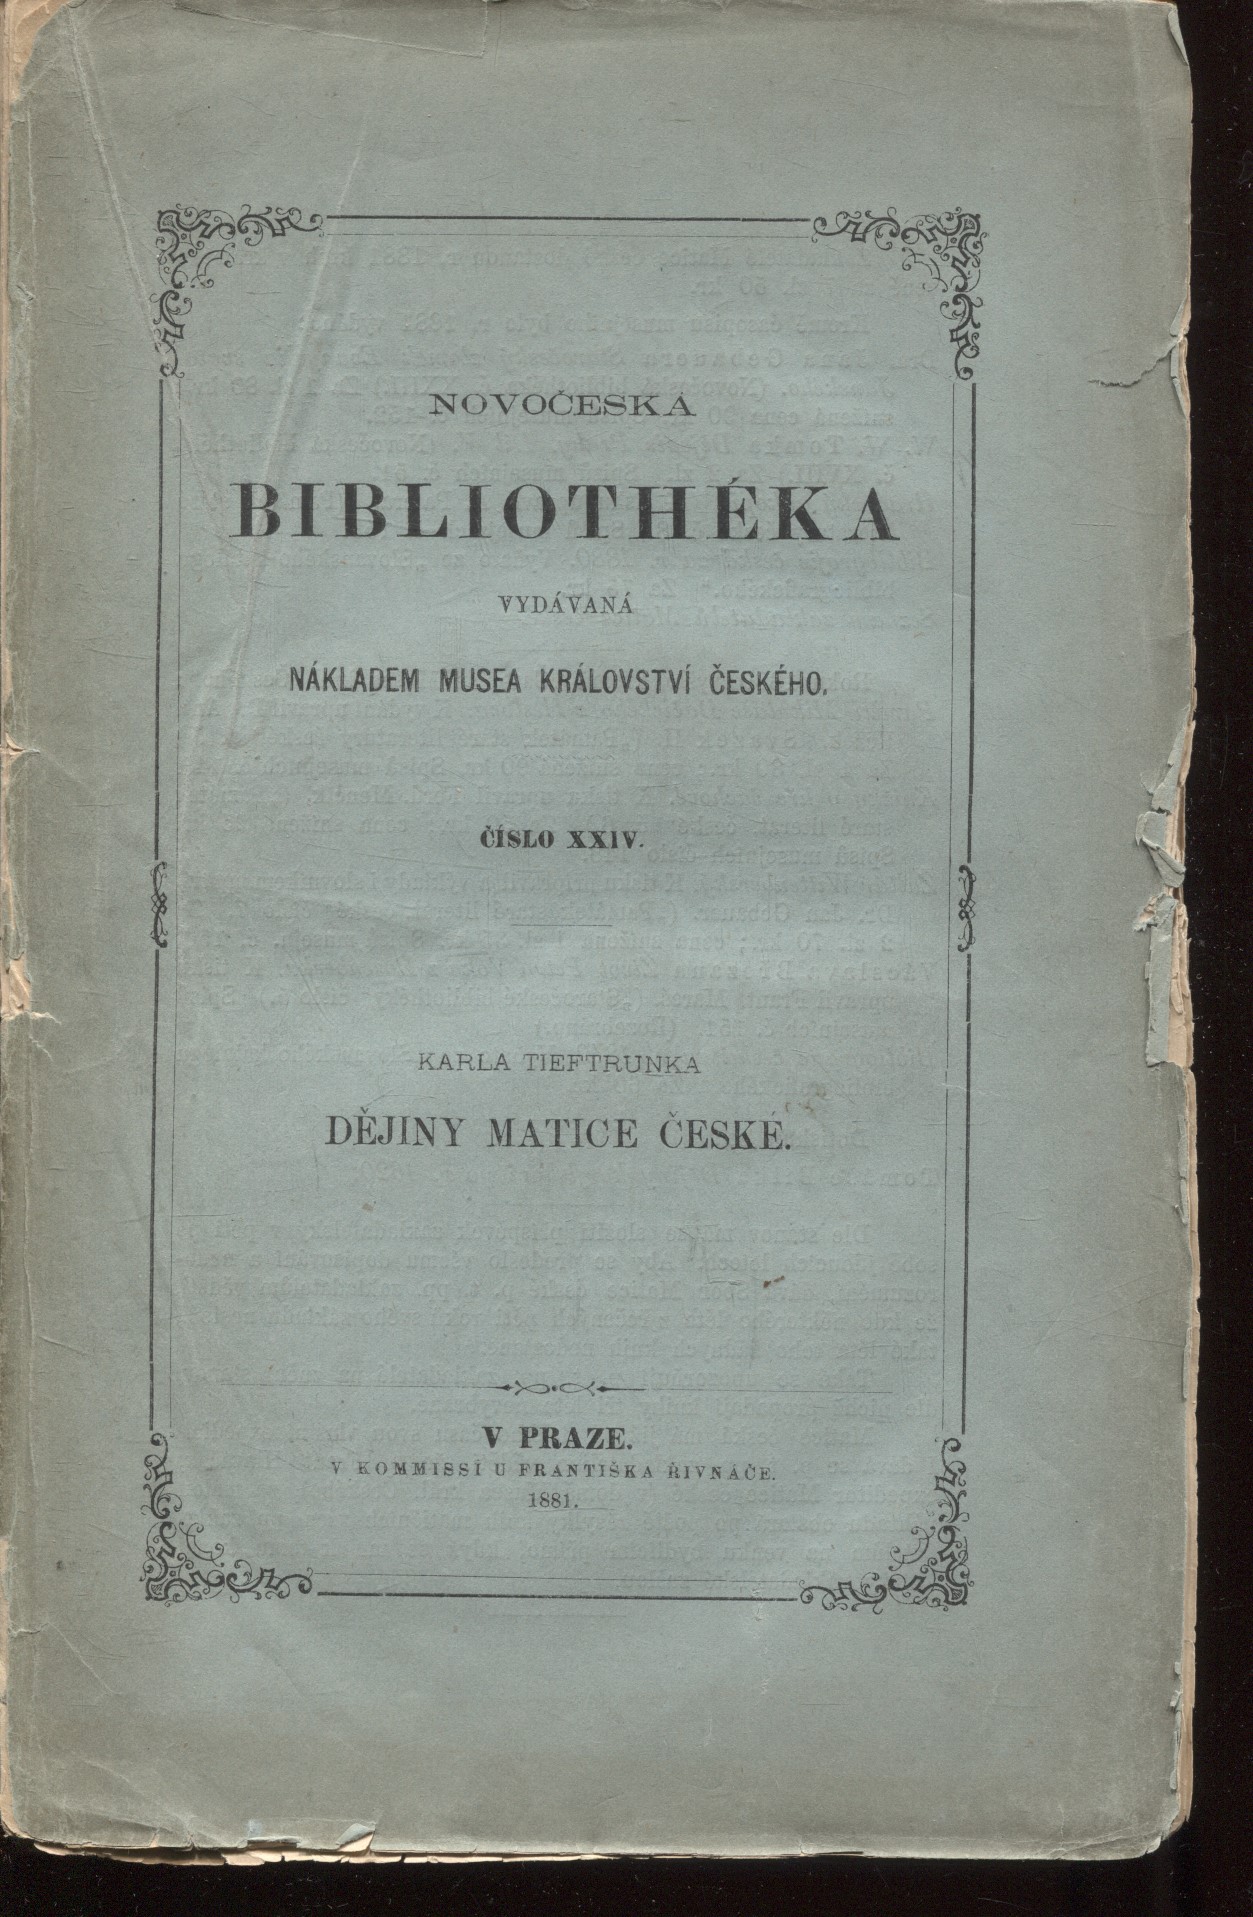 NOVOČESKÁ
BIBLIOTHÉKA
VYDÁVANÁ
NÁKLADEM MUSEA KRÁLOVSTVÍ ČESKÉHO.
ČÍSLO XXIV.
KARLA TIEFTRUNKA
DĚJINY MATICE ČESKÉ.
V PRAZE.
V KOMMISSÍ U FRANTIŠKA ŘIVNÁČE.
1881.